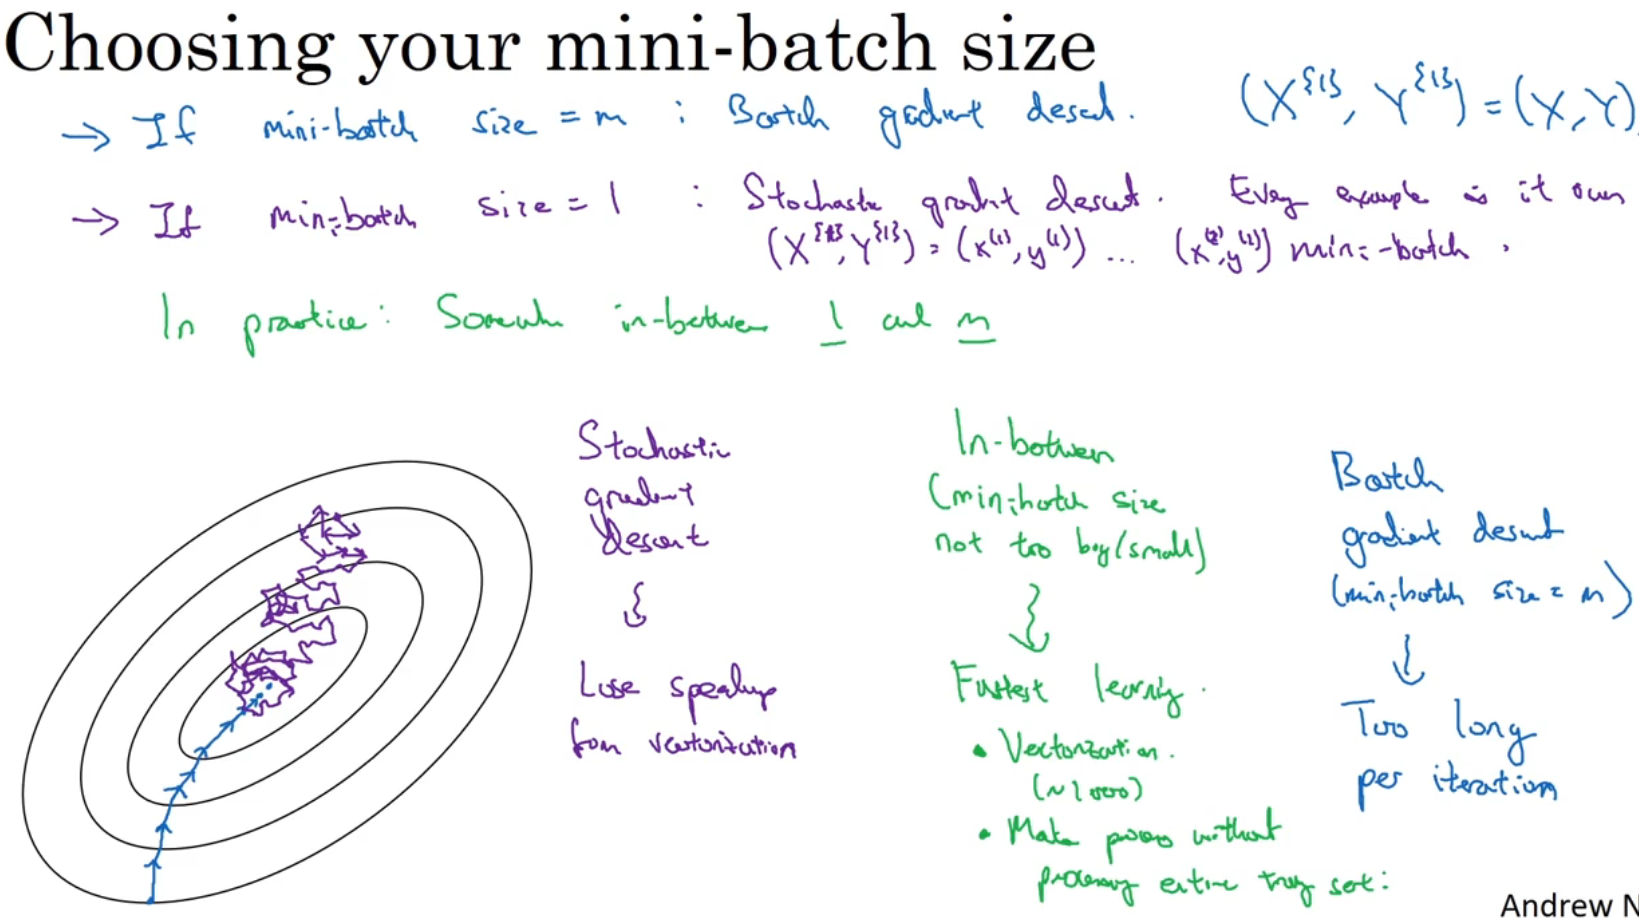 Choosing your mini-batch size
→ If mini-batch size = m : Batch gradient descent. (X^{1}, Y^{1}) = (X, Y)
→ If mini-batch size = 1 : Stochastic gradient descent. Every example is it own
(X^{1}, Y^{1}) = (x^(1), y^(1)) ... (x^(2), y^(2)) mini-batch.
In practice: Somewhere in-between 1 and m
Stochastic
gradient
descent
Lose speedup
from vectorization
In-between
(mini-batch size
not too big/small)
Fastest learning.
• Vectorization.
(~1000)
• Make progress without
processing entire training set.
Batch
gradient descent
(mini-batch size = m)
Too long
per iteration
Andrew N